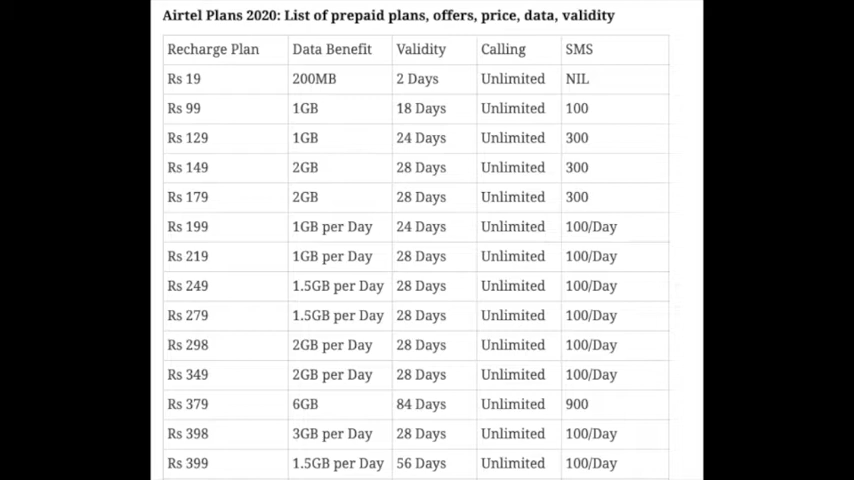 Airtel Plans 2020: List of prepaid plans, offers, price, data, validity
Recharge Plan Data Benefit Validity Calling SMS
Rs 19 200MB 2 Days Unlimited NIL
Rs 99 1GB 18 Days Unlimited 100
Rs 129 1GB 24 Days Unlimited 300
Rs 149 2GB 28 Days Unlimited 300
Rs 179 2GB 28 Days Unlimited 300
Rs 199 1GB per Day 24 Days Unlimited 100/Day
Rs 219 1GB per Day 28 Days Unlimited 100/Day
Rs 249 1.5GB per Day 28 Days Unlimited 100/Day
Rs 279 1.5GB per Day 28 Days Unlimited 100/Day
Rs 298 2GB per Day 28 Days Unlimited 100/Day
Rs 349 2GB per Day 28 Days Unlimited 100/Day
Rs 379 6GB 84 Days Unlimited 900
Rs 398 3GB per Day 28 Days Unlimited 100/Day
Rs 399 1.5GB per Day 56 Days Unlimited 100/Day